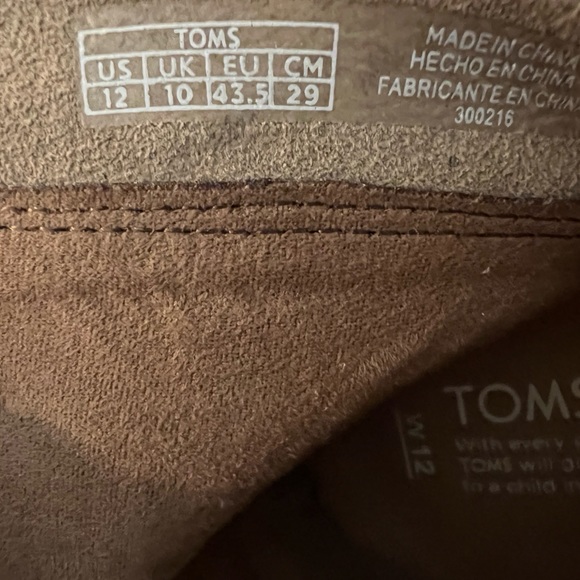 TOMS
US UK EU CM
12 10 43.5 29
MADE IN CHINA
HECHO EN CHINA
FABRICANTE EN CHIN
300216
TOMS
W 12
With every
TOMS will
to a child